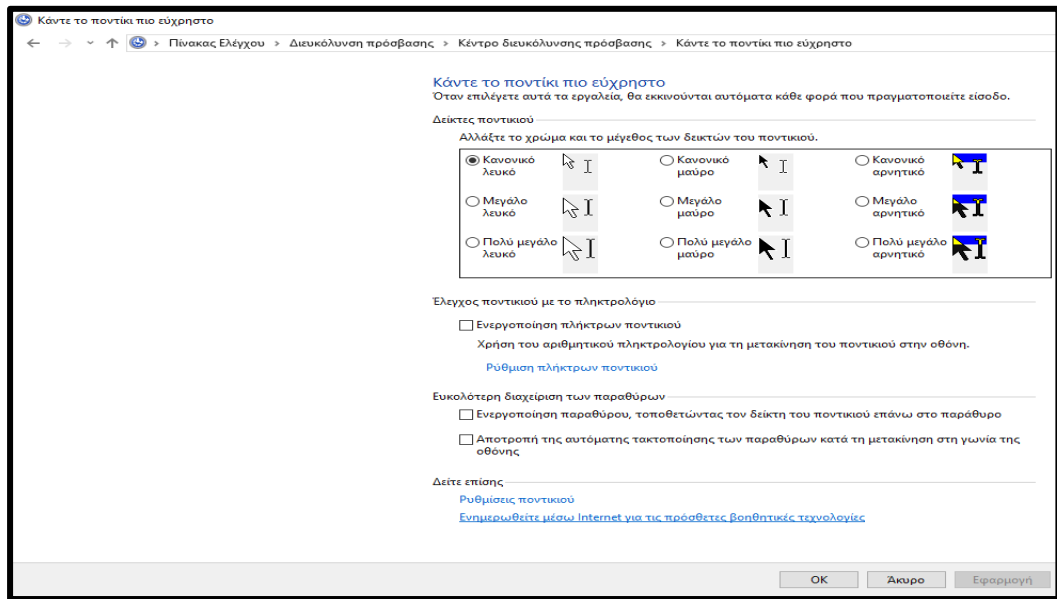 Κάντε το ποντίκι πιο εύχρηστο
Πίνακας Ελέγχου > Διευκόλυνση πρόσβασης > Κέντρο διευκόλυνσης πρόσβασης > Κάντε το ποντίκι πιο εύχρηστο
Κάντε το ποντίκι πιο εύχρηστο
Όταν επιλέγετε αυτά τα εργαλεία, θα εκκινούνται αυτόματα κάθε φορά που πραγματοποιείτε είσοδο.
Δείκτες ποντικιού
Αλλάξτε το χρώμα και το μέγεθος των δεικτών του ποντικιού.
Κανονικό λευκό
Κανονικό μαύρο
Κανονικό αρνητικό
Μεγάλο λευκό
Μεγάλο μαύρο
Μεγάλο αρνητικό
Πολύ μεγάλο λευκό
Πολύ μεγάλο μαύρο
Πολύ μεγάλο αρνητικό
Έλεγχος ποντικιού με το πληκτρολόγιο
Ενεργοποίηση πλήκτρων ποντικιού
Χρήση του αριθμητικού πληκτρολογίου για τη μετακίνηση του ποντικιού στην οθόνη.
Ρύθμιση πλήκτρων ποντικιού
Ευκολότερη διαχείριση των παραθύρων
Ενεργοποίηση παραθύρου, τοποθετώντας τον δείκτη του ποντικιού επάνω στο παράθυρο
Αποτροπή της αυτόματης τακτοποίησης των παραθύρων κατά τη μετακίνηση στη γωνία της
οθόνης
Δείτε επίσης
Ρυθμίσεις ποντικιού
Ενημερωθείτε μέσω Internet για τις πρόσθετες βοηθητικές τεχνολογίες
OK Άκυρο Εφαρμογή